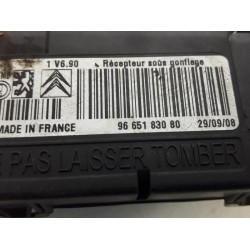 1 V6.90 Récepteur sous gonflage
MADE IN FRANCE 96 651 830 80 29/09/08
PAS LAISSER TOMBER